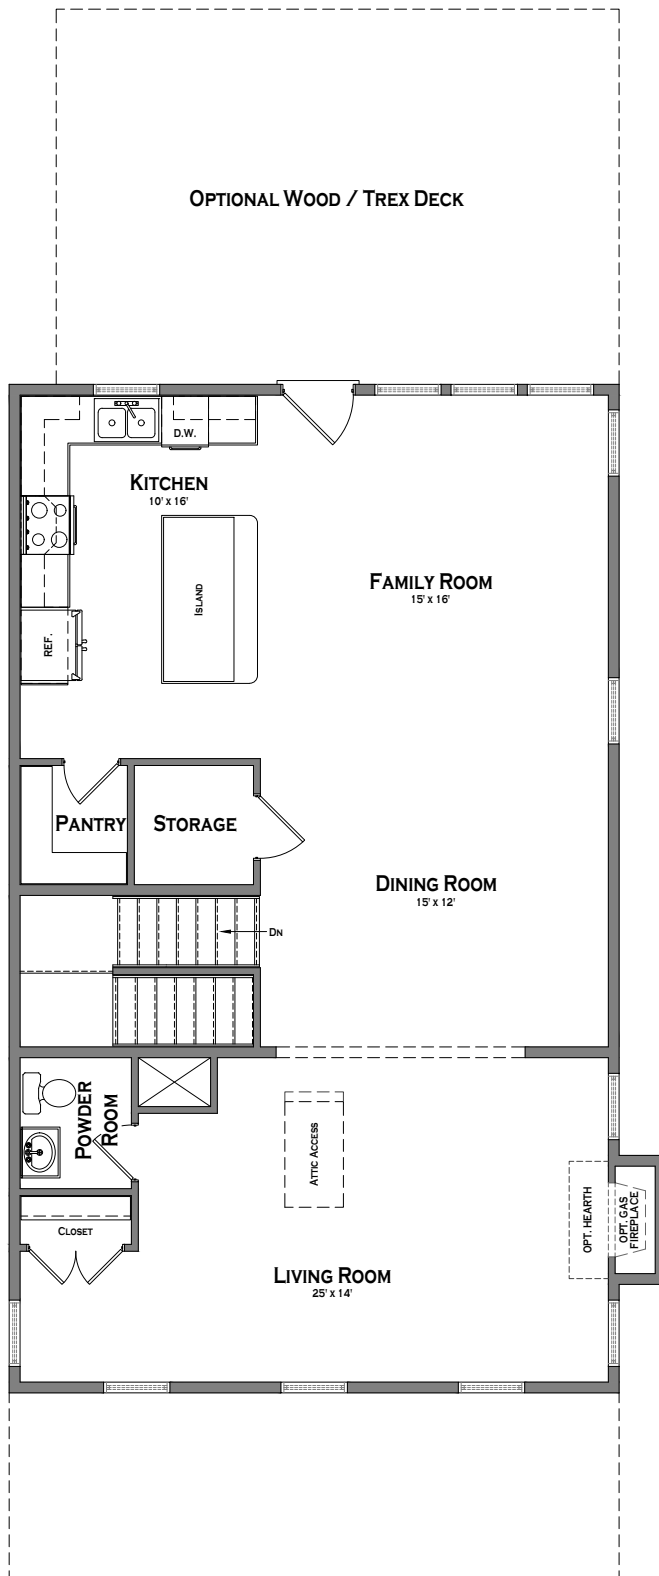 Optional Wood / Trex Deck
D.W.
Kitchen
10' x 16'
Island
Family Room
15' x 16'
REF.
Pantry
Storage
Dining Room
15' x 12'
Dn
Powder
Room
Attic Access
Opt. Hearth
Opt. Gas
Fireplace
Closet
Living Room
25' x 14'